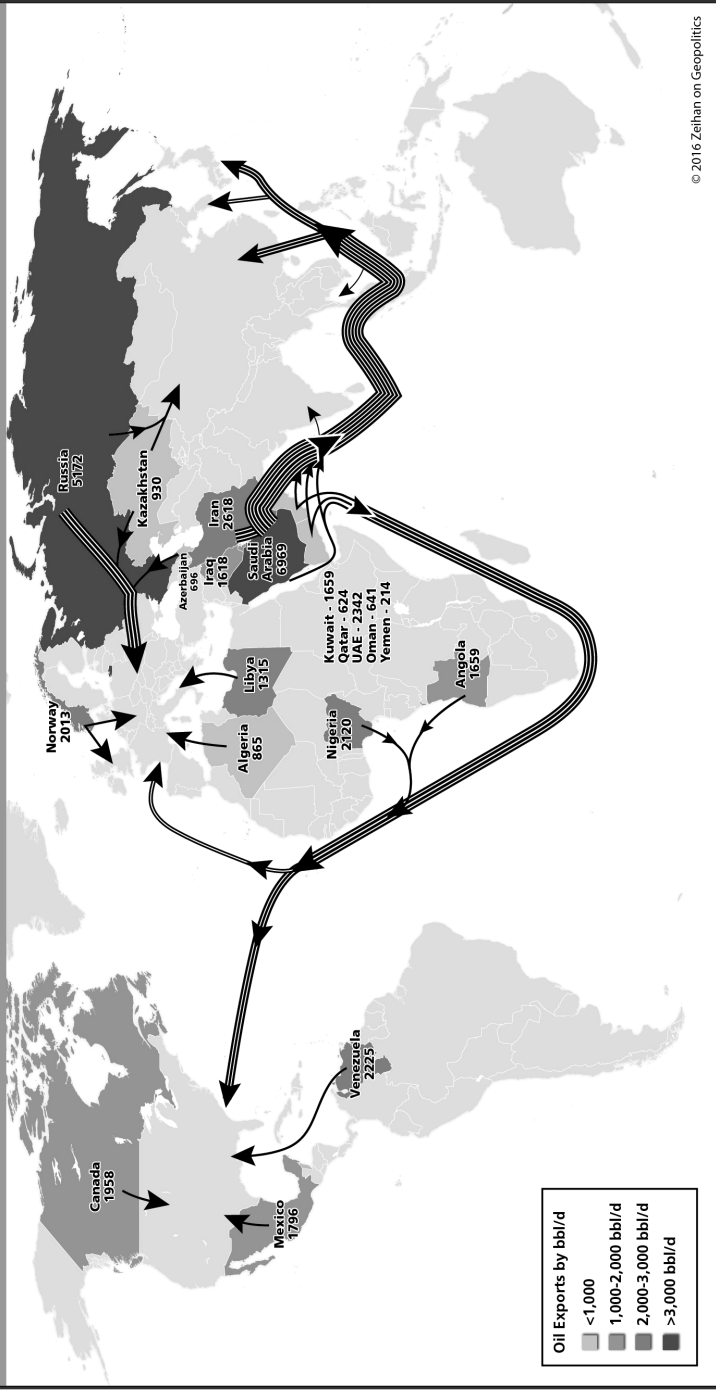 Canada
1958
Mexico
1796
Venezuela
2225
Norway
2013
Algeria
865
Libya
1315
Nigeria
2120
Angola
1659
Russia
5172
Kazakhstan
930
Azerbaijan
696
Iraq
1618
Iran
2618
Saudi
Arabia
6969
Kuwait - 1659
Qatar - 624
UAE - 2342
Oman - 641
Yemen - 214
Oil Exports by bbl/d
<1,000
1,000-2,000 bbl/d
2,000-3,000 bbl/d
>3,000 bbl/d
© 2016 Zeihan on Geopolitics